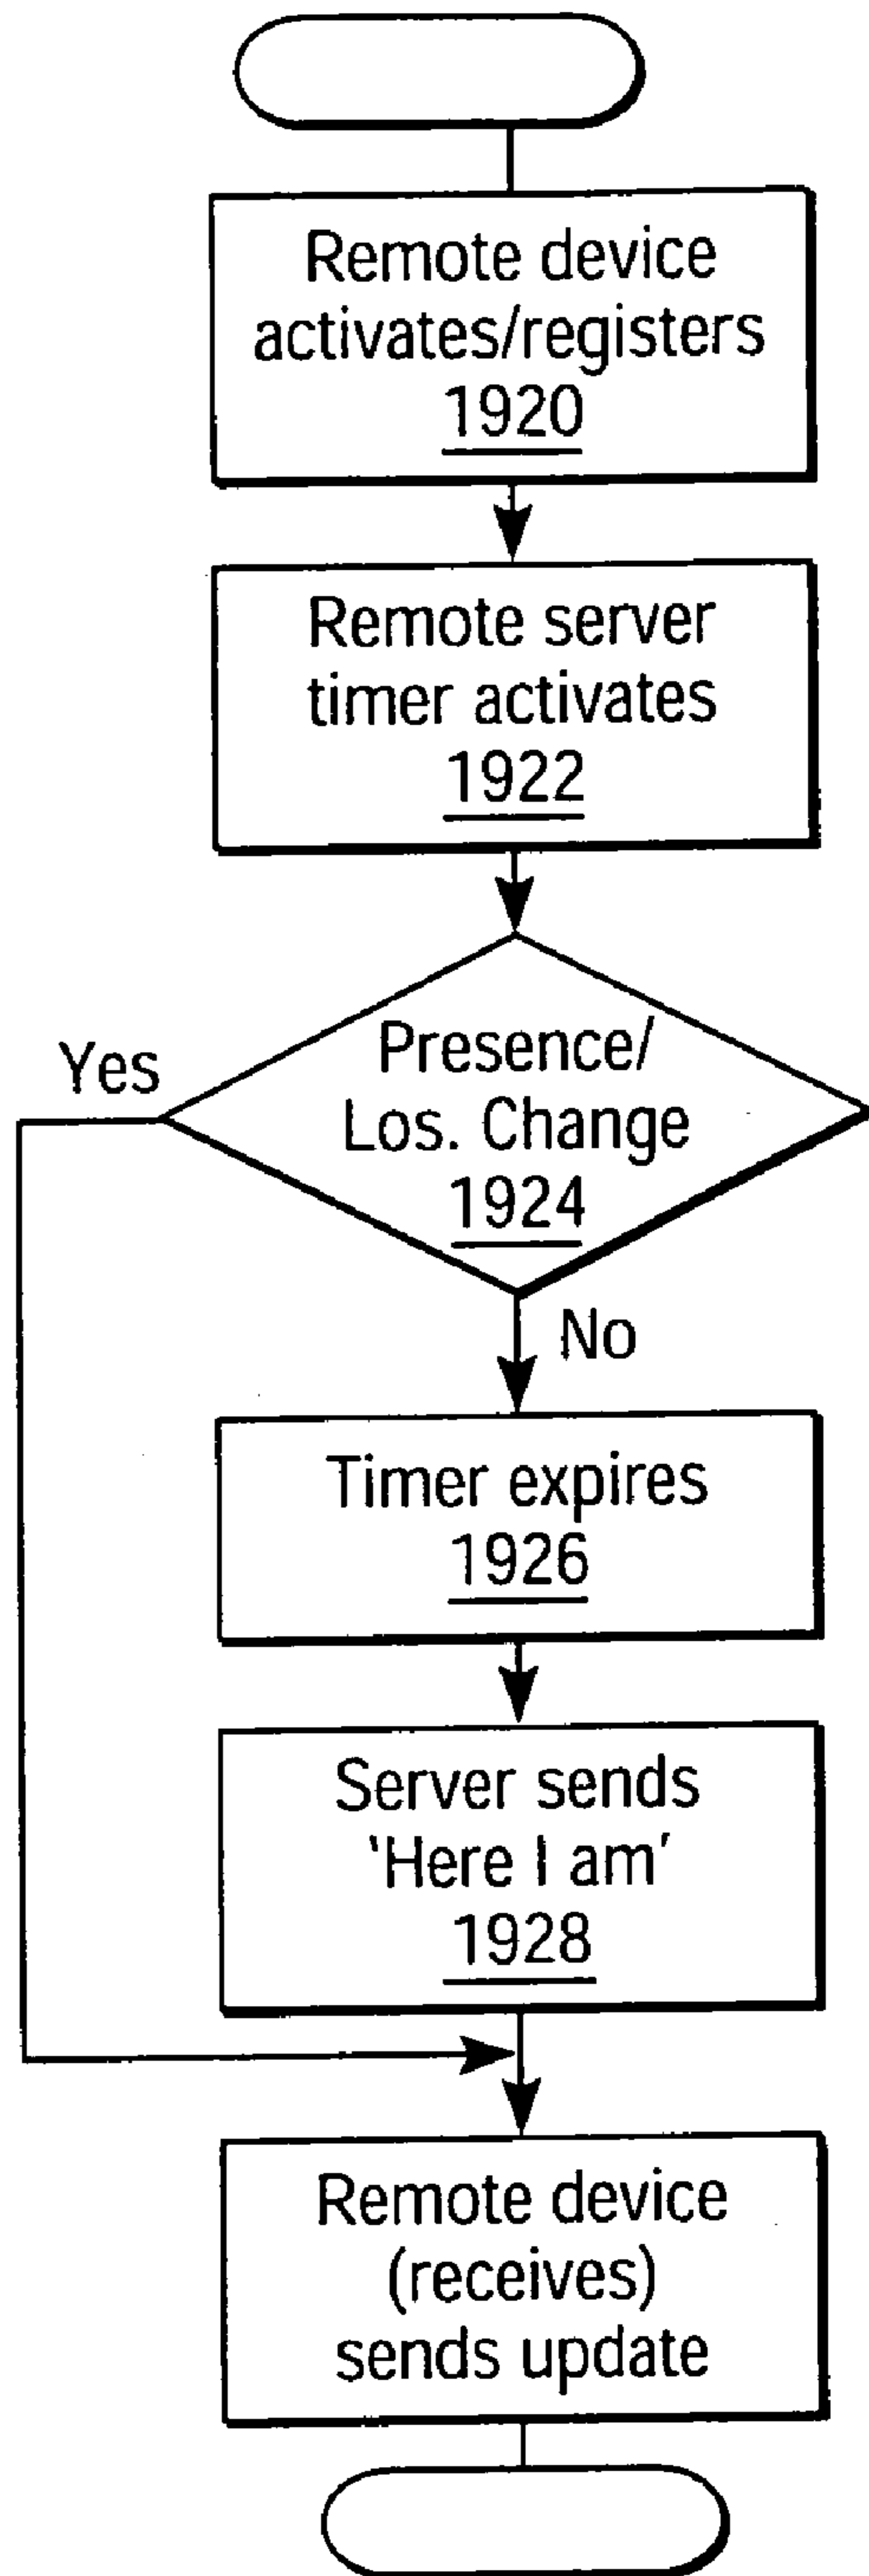 Remote device
activates/registers
1920
Remote server
timer activates
1922
Yes
Presence/
Los. Change
1924
No
Timer expires
1926
Server sends
‘Here I am’
1928
Remote device
(receives)
sends update